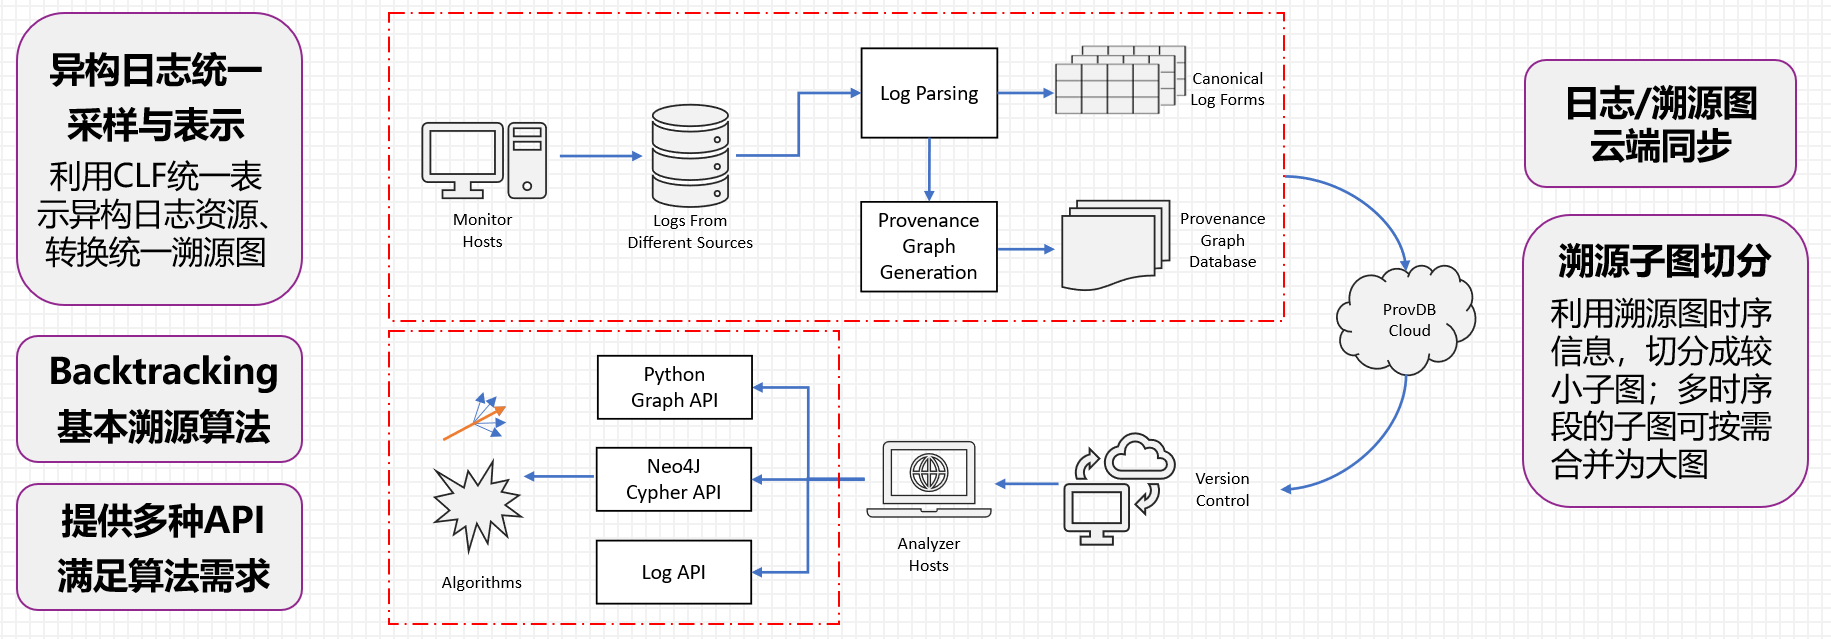 异构日志统一
采样与表示
利用CLF统一表
示异构日志资源、
转换统一溯源图
Backtracking
基本溯源算法
提供多种API
满足算法需求
Monitor
Hosts
Logs From
Different Sources
Log Parsing
Canonical
Log Forms
Provenance
Graph
Generation
Provenance
Graph
Database
ProvDB
Cloud
Version
Control
Analyzer
Hosts
Python
Graph API
Neo4J
Cypher API
Log API
Algorithms
日志/溯源图
云端同步
溯源子图切分
利用溯源图时序
信息，切分成较
小子图；多时序
段的子图可按需
合并为大图